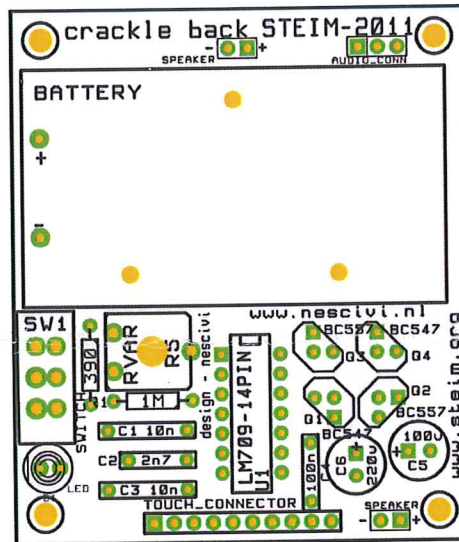 crackle back STEIM-2011
- +
SPEAKER
AUDIO_CONN
BATTERY
+
-
www.nescivi.nl
SW1
SWITCH
390
R1
RVAR
R5
1M
design - nescivi
LM709-14PIN
U1
BC557
BC547
Q3
Q4
Q2
Q1
BC557
BC547
C1 10n
C2 2n7
C3 10n
100n
C4
+
C6
220u
100u
+
C5
www.steim.org
LED
TOUCH_CONNECTOR
SPEAKER
- +